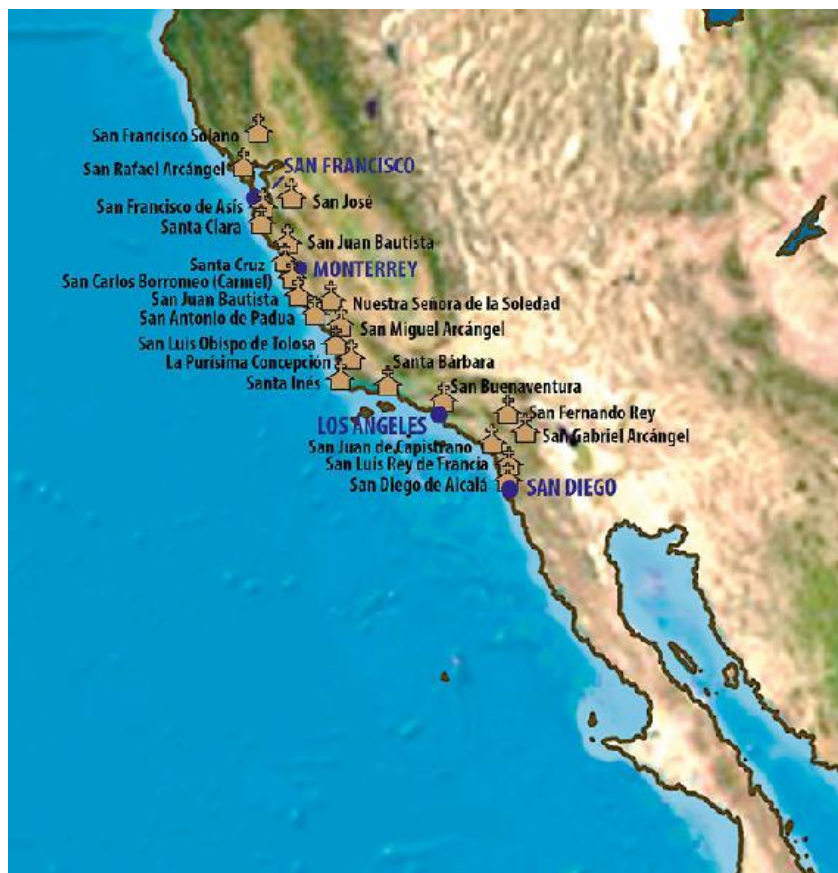 San Francisco Solano
SAN FRANCISCO
San Rafael Arcángel
San José
San Francisco de Asís
Santa Clara
San Juan Bautista
Santa Cruz
MONTERREY
San Carlos Borromeo (Carmel)
San Juan Bautista
Nuestra Señora de la Soledad
San Antonio de Padua
San Miguel Arcángel
San Luis Obispo de Tolosa
La Purísima Concepción
Santa Bárbara
Santa Inés
San Buenaventura
San Fernando Rey
LOS ANGELES
San Gabriel Arcángel
San Juan de Capistrano
San Luis Rey de Francia
San Diego de Alcalá
SAN DIEGO